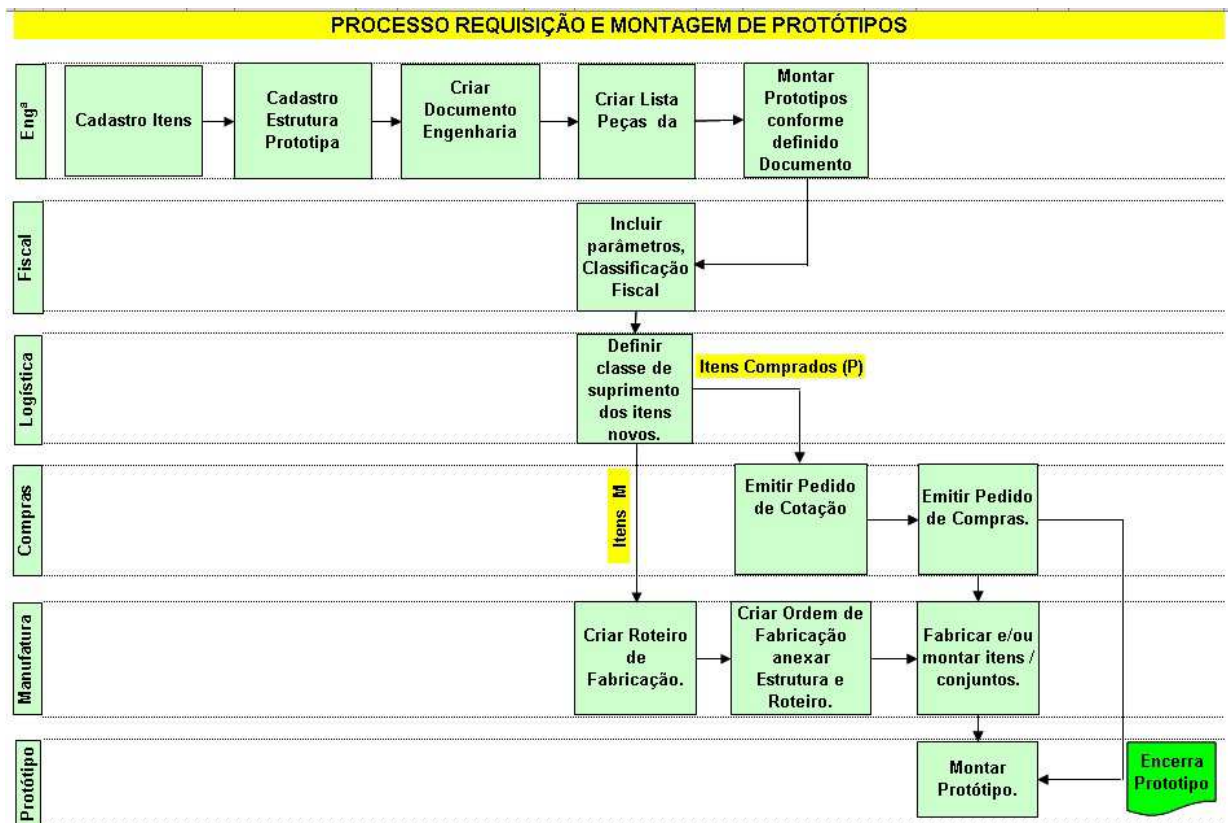 PROCESSO REQUISIÇÃO E MONTAGEM DE PROTÓTIPOS
Engª
Cadastro Itens
Cadastro
Estrutura
Prototipa
Criar
Documento
Engenharia
Criar Lista
Peças da
Montar
Prototipos
conforme
definido
Documento
Fiscal
Incluir
parâmetros,
Classificação
Fiscal
Logística
Definir
classe de
suprimento
dos itens
novos.
Itens Comprados (P)
Itens M
Compras
Emitir Pedido
de Cotação
Emitir Pedido
de Compras.
Manufatura
Criar Roteiro
de
Fabricação.
Criar Ordem de
Fabricação
anexar
Estrutura e
Roteiro.
Fabricar e/ou
montar itens /
conjuntos.
Protótipo
Montar
Protótipo.
Encerra
Prototipo